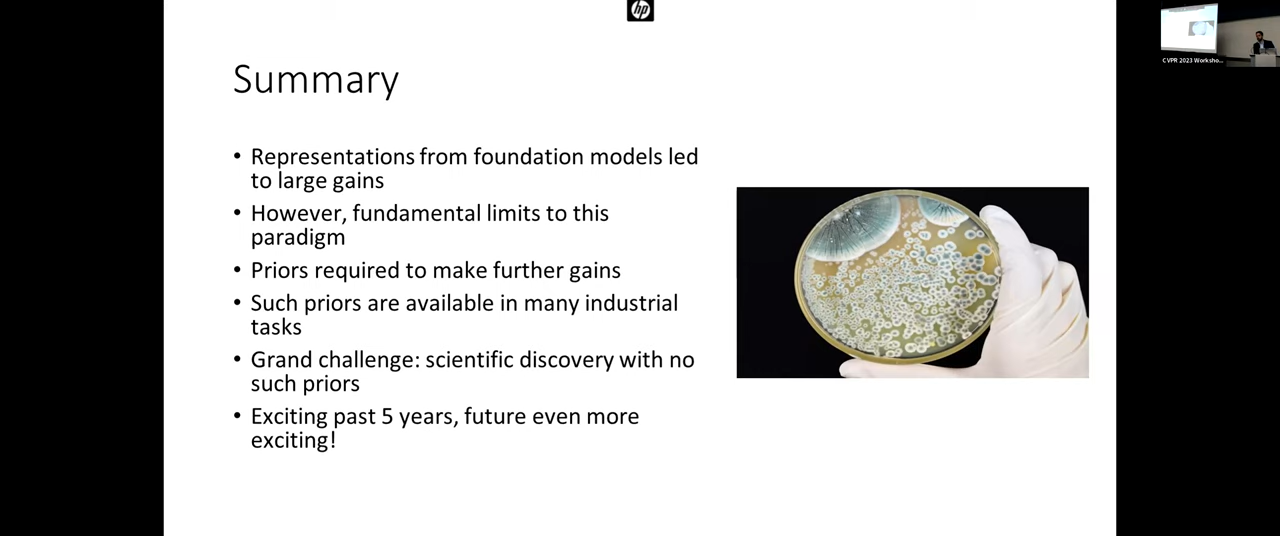 hp
Summary
CVPR 2023 Worksho...
• Representations from foundation models led
to large gains
• However, fundamental limits to this
paradigm
• Priors required to make further gains
• Such priors are available in many industrial
tasks
• Grand challenge: scientific discovery with no
such priors
• Exciting past 5 years, future even more
exciting!